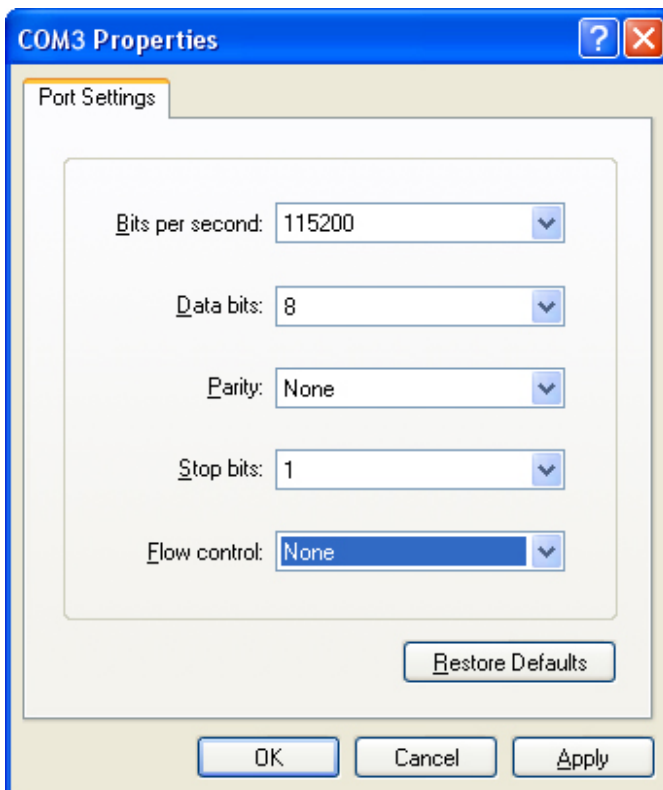 COM3 Properties ?
Port Settings
Bits per second: 115200
Data bits: 8
Parity: None
Stop bits: 1
Flow control: None
Restore Defaults
OK Cancel Apply